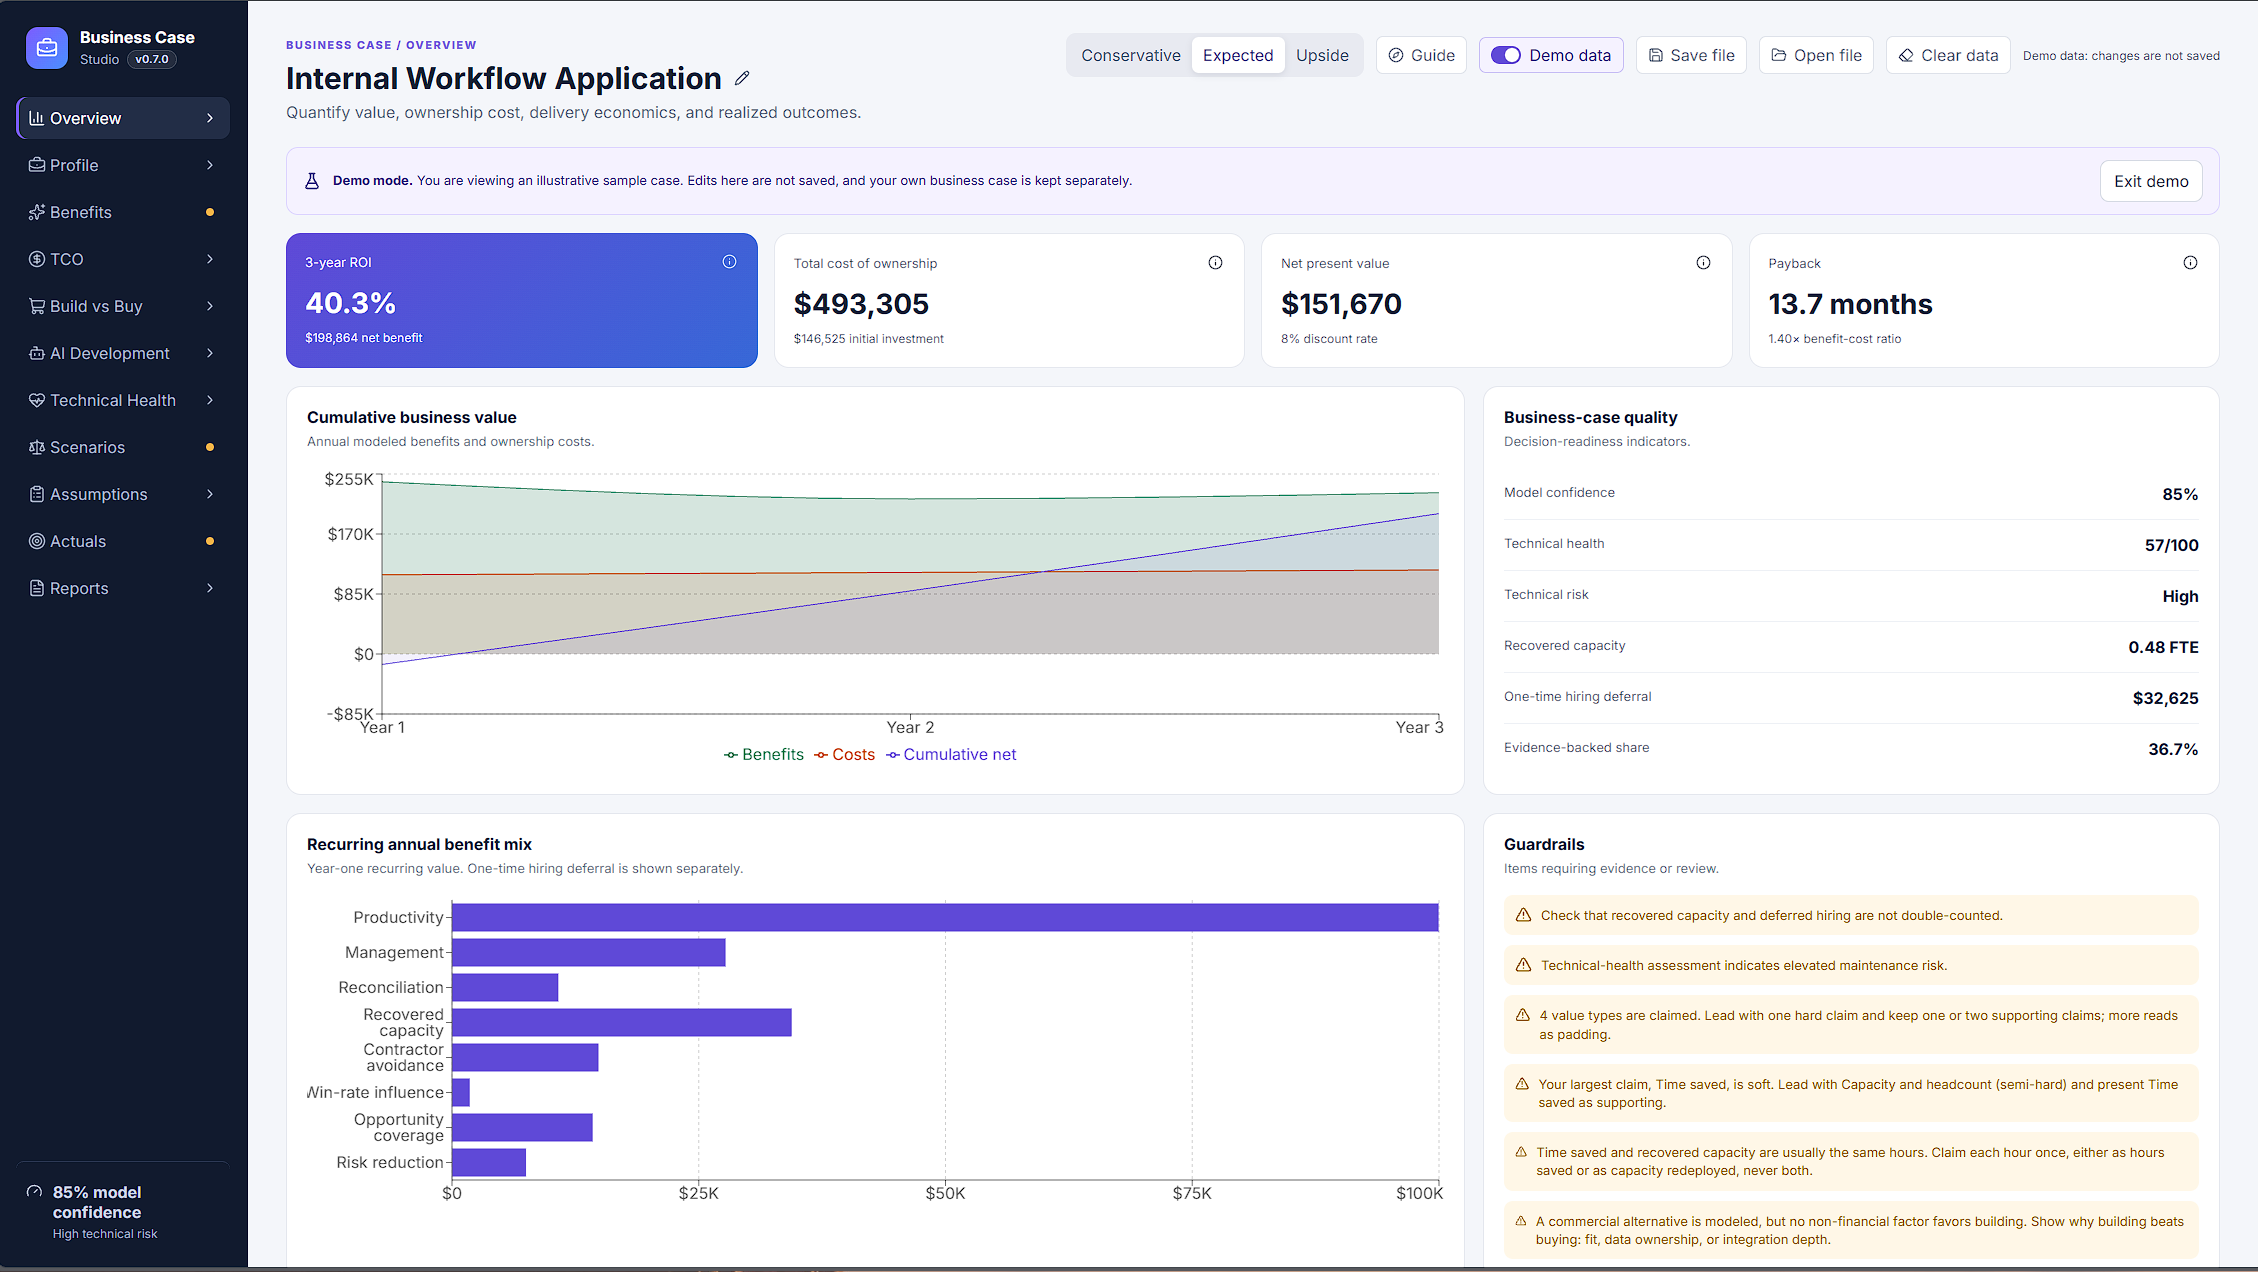 Business Case
Studio v0.7.0
Overview
Profile
Benefits
TCO
Build vs Buy
AI Development
Technical Health
Scenarios
Assumptions
Actuals
Reports
85% model
confidence
High technical risk
BUSINESS CASE / OVERVIEW
Internal Workflow Application
Quantify value, ownership cost, delivery economics, and realized outcomes.
Conservative Expected Upside Guide Demo data Save file Open file Clear data Demo data: changes are not saved
Demo mode. You are viewing an illustrative sample case. Edits here are not saved, and your own business case is kept separately.
Exit demo
3-year ROI
40.3%
$198,864 net benefit
Total cost of ownership
$493,305
$146,525 initial investment
Net present value
$151,670
8% discount rate
Payback
13.7 months
1.40× benefit-cost ratio
Cumulative business value
Annual modeled benefits and ownership costs.
$255K
$170K
$85K
$0
-$85K
Year 1 Year 2 Year 3
Benefits Costs Cumulative net
Business-case quality
Decision-readiness indicators.
Model confidence 85%
Technical health 57/100
Technical risk High
Recovered capacity 0.48 FTE
One-time hiring deferral $32,625
Evidence-backed share 36.7%
Recurring annual benefit mix
Year-one recurring value. One-time hiring deferral is shown separately.
Productivity
Management
Reconciliation
Recovered
capacity
Contractor
avoidance
Win-rate influence
Opportunity
coverage
Risk reduction
$0 $25K $50K $75K $100K
Guardrails
Items requiring evidence or review.
Check that recovered capacity and deferred hiring are not double-counted.
Technical-health assessment indicates elevated maintenance risk.
4 value types are claimed. Lead with one hard claim and keep one or two supporting claims; more reads
as padding.
Your largest claim, Time saved, is soft. Lead with Capacity and headcount (semi-hard) and present Time
saved as supporting.
Time saved and recovered capacity are usually the same hours. Claim each hour once, either as hours
saved or as capacity redeployed, never both.
A commercial alternative is modeled, but no non-financial factor favors building. Show why building beats
buying: fit, data ownership, or integration depth.